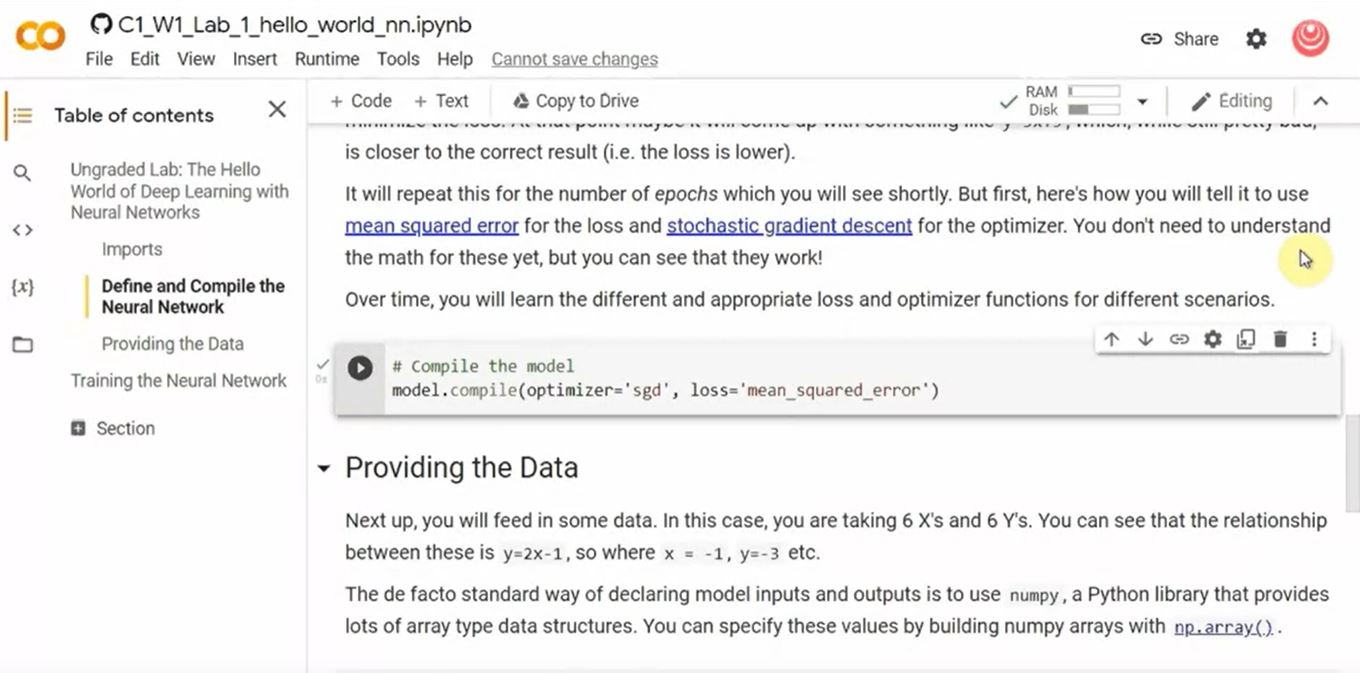 C1_W1_Lab_1_hello_world_nn.ipynb
File Edit View Insert Runtime Tools Help Cannot save changes
Share
+ Code + Text Copy to Drive
RAM
Disk
Editing
Table of contents
Ungraded Lab: The Hello
World of Deep Learning with
Neural Networks
Imports
Define and Compile the
Neural Network
Providing the Data
Training the Neural Network
Section
is closer to the correct result (i.e. the loss is lower).
It will repeat this for the number of epochs which you will see shortly. But first, here's how you will tell it to use
mean squared error for the loss and stochastic gradient descent for the optimizer. You don't need to understand
the math for these yet, but you can see that they work!
Over time, you will learn the different and appropriate loss and optimizer functions for different scenarios.
0s
# Compile the model
model.compile(optimizer='sgd', loss='mean_squared_error')
Providing the Data
Next up, you will feed in some data. In this case, you are taking 6 X's and 6 Y's. You can see that the relationship
between these is y=2x-1, so where x = -1, y=-3 etc.
The de facto standard way of declaring model inputs and outputs is to use numpy, a Python library that provides
lots of array type data structures. You can specify these values by building numpy arrays with np.array().